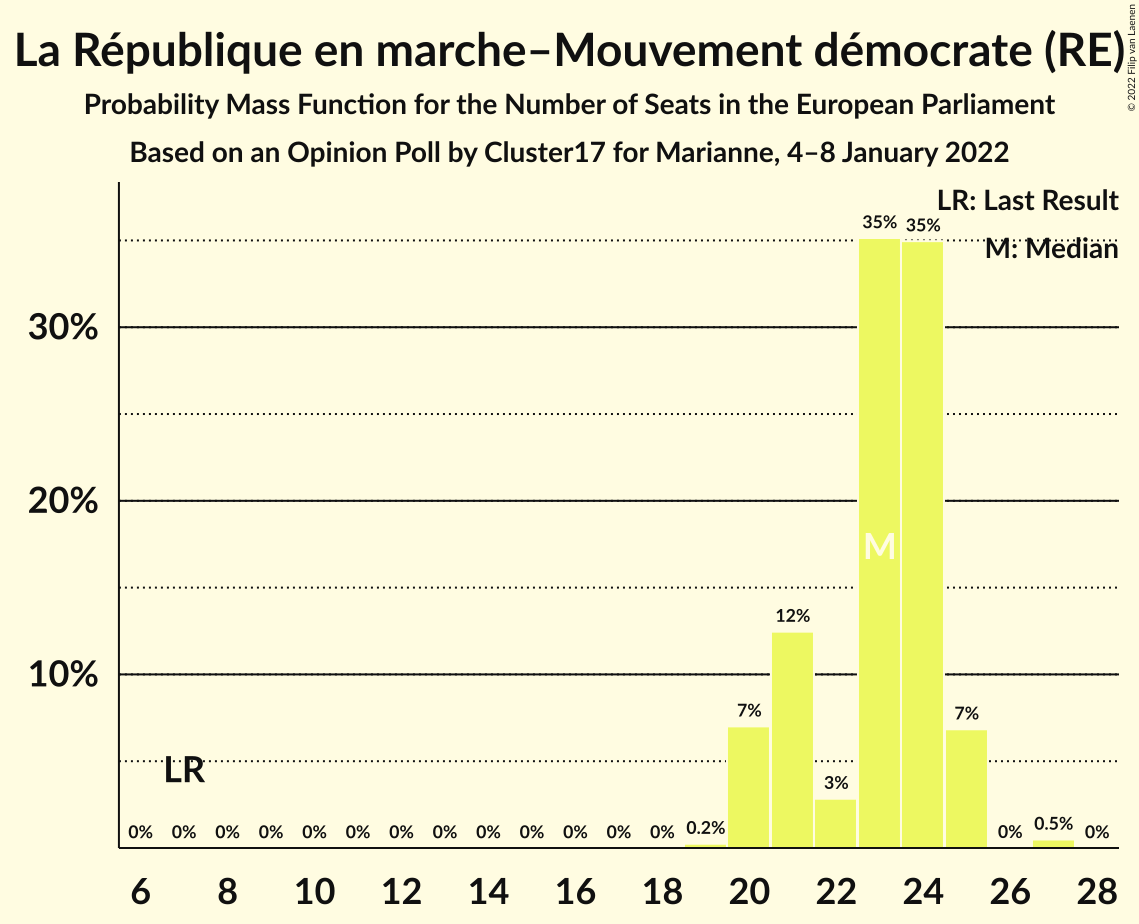 La République en marche–Mouvement démocrate (RE)
© 2022 Filip van Laenen
Probability Mass Function for the Number of Seats in the European Parliament
Based on an Opinion Poll by Cluster17 for Marianne, 4–8 January 2022
LR: Last Result
M: Median
35% 35%
30%
20%
M
12%
10%
7% 7%
LR
3%
0% 0% 0% 0% 0% 0% 0% 0% 0% 0% 0% 0% 0% 0.2% 0% 0.5% 0%
6 8 10 12 14 16 18 20 22 24 26 28